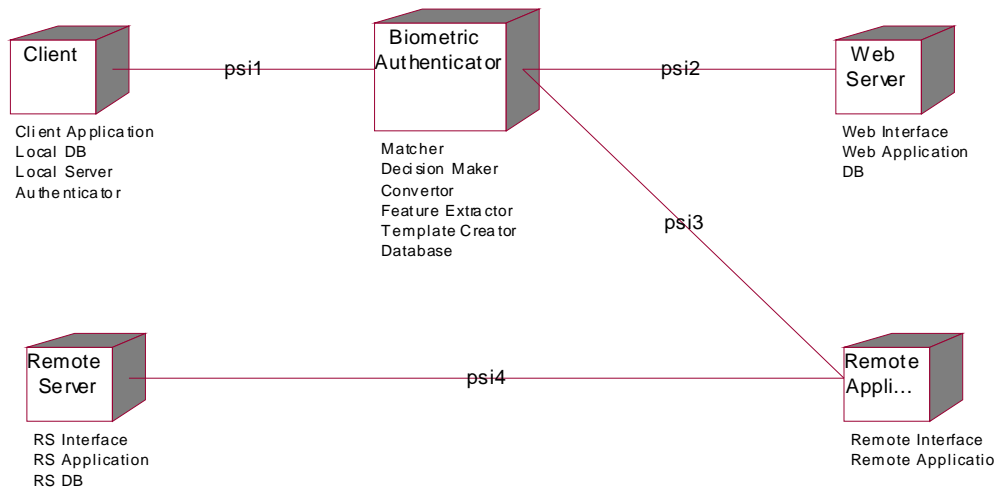 Client
psi1
Biometric
Authenticator
psi2
Web
Server
Client Application
Local DB
Local Server
Authenticator
Matcher
Decision Maker
Convertor
Feature Extractor
Template Creator
Database
Web Interface
Web Application
DB
psi3
Remote
Server
psi4
Remote
Appli...
RS Interface
RS Application
RS DB
Remote Interface
Remote Applicatio